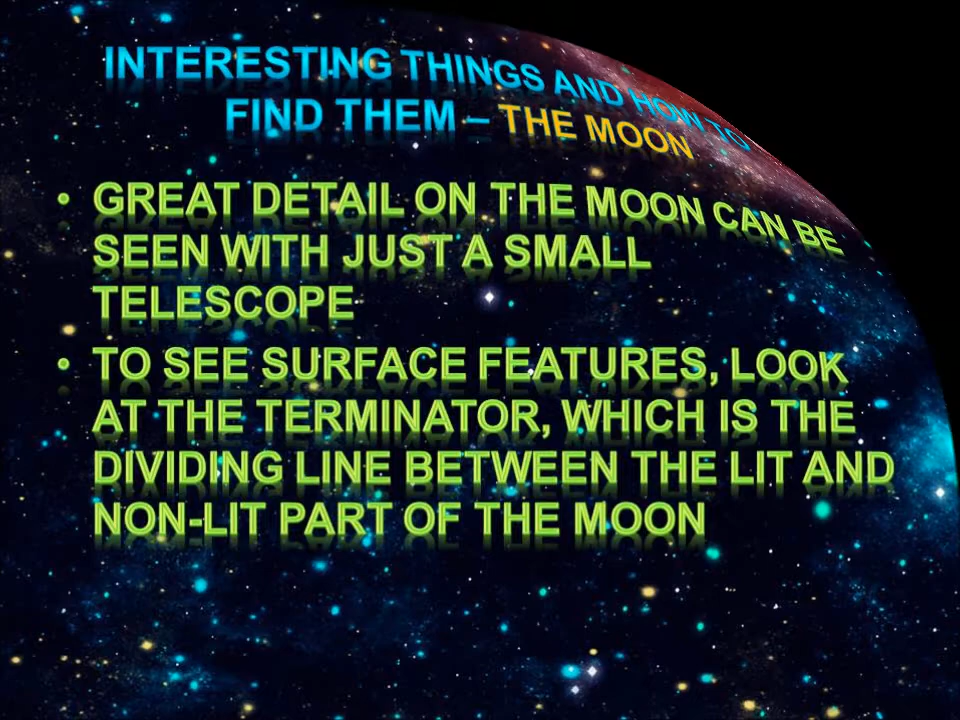 INTERESTING THINGS AND HOW TO
FIND THEM – THE MOON
• GREAT DETAIL ON THE MOON CAN BE
SEEN WITH JUST A SMALL
TELESCOPE
• TO SEE SURFACE FEATURES, LOOK
AT THE TERMINATOR, WHICH IS THE
DIVIDING LINE BETWEEN THE LIT AND
NON-LIT PART OF THE MOON